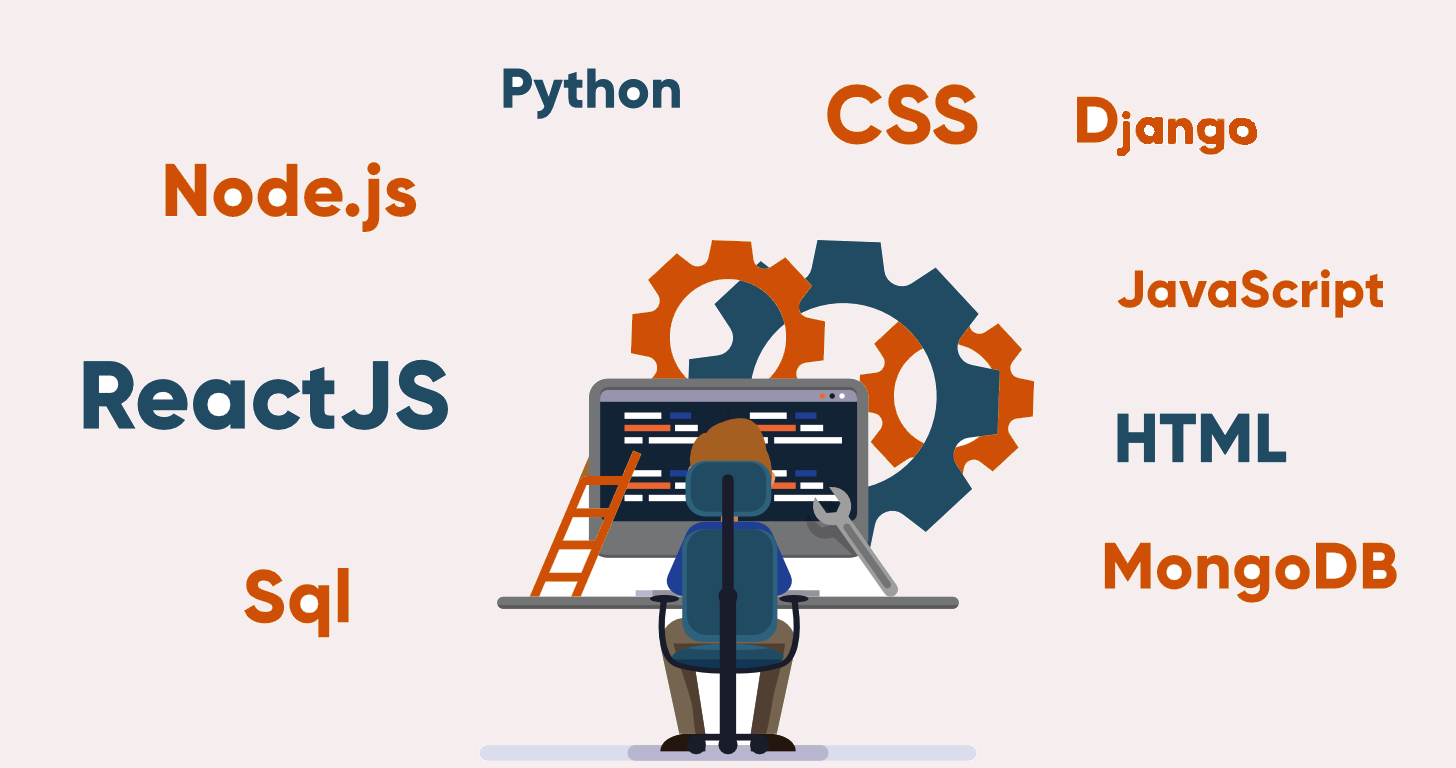 Python
CSS
Django
Node.js
JavaScript
ReactJS
HTML
MongoDB
Sql